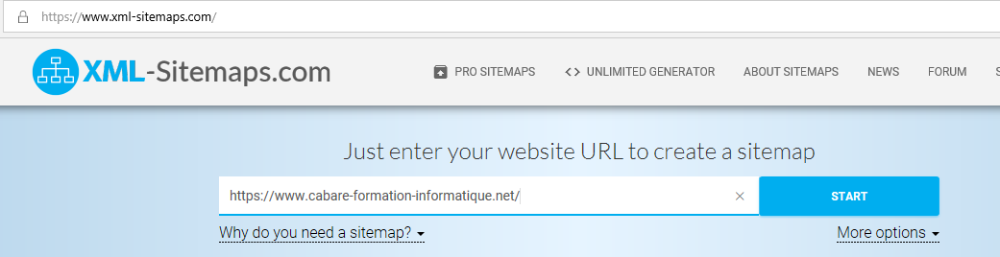 https://www.xml-sitemaps.com/
XML-Sitemaps.com
PRO SITEMAPS
<> UNLIMITED GENERATOR
ABOUT SITEMAPS
NEWS
FORUM
S
Just enter your website URL to create a sitemap
https://www.cabare-formation-informatique.net/
START
Why do you need a sitemap?
More options